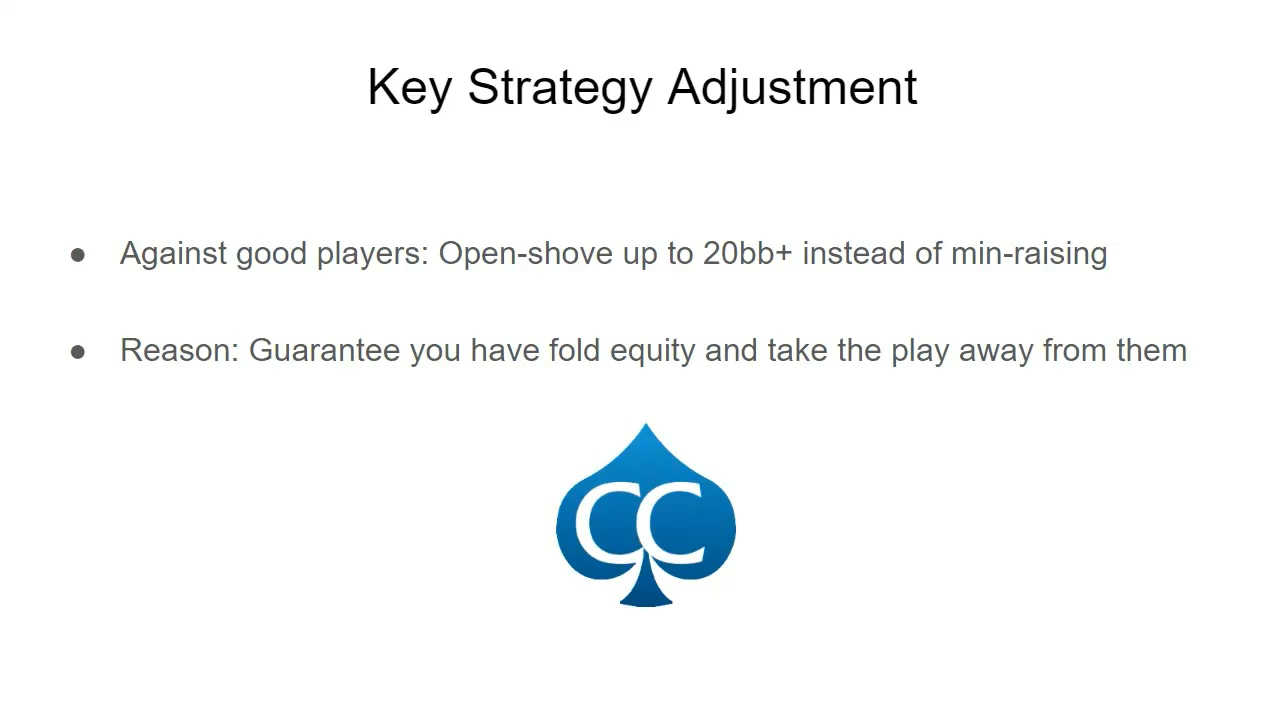 Key Strategy Adjustment
● Against good players: Open-shove up to 20bb+ instead of min-raising
● Reason: Guarantee you have fold equity and take the play away from them
CC